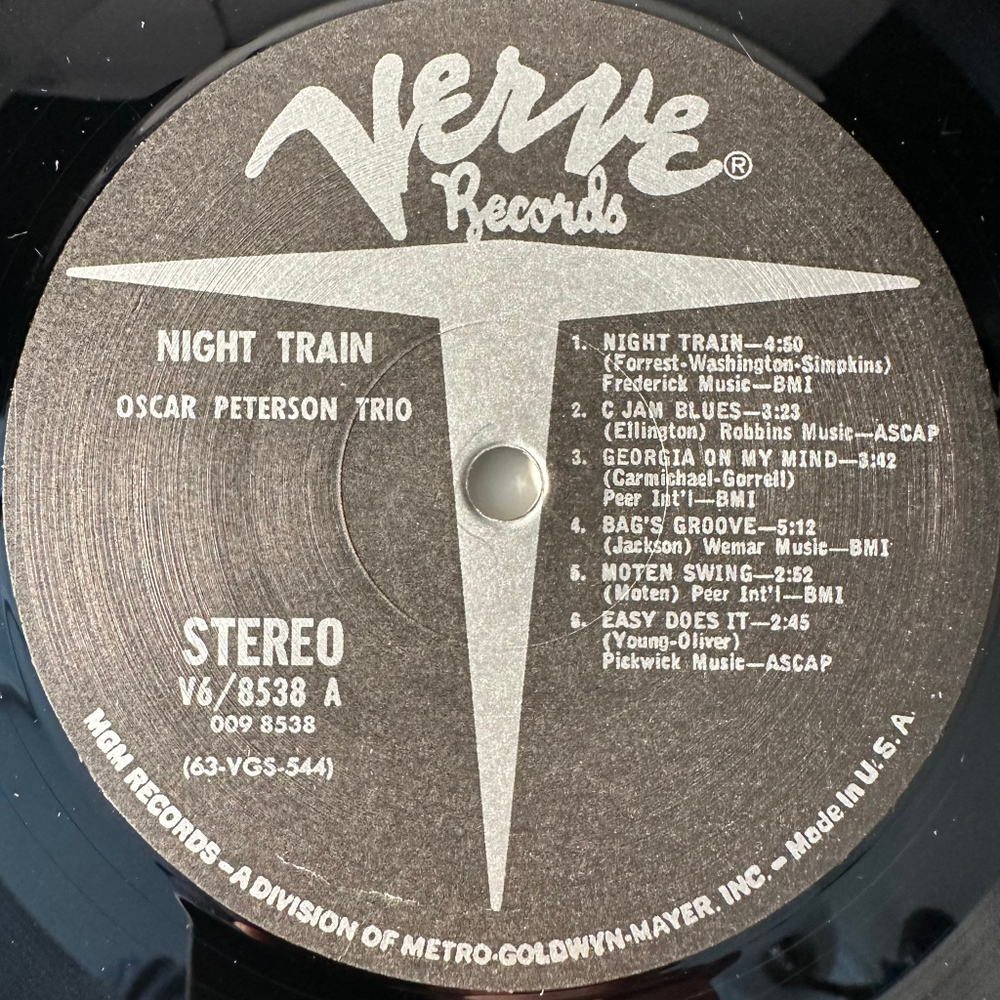 Verve®
Records
NIGHT TRAIN
OSCAR PETERSON TRIO
1. NIGHT TRAIN—4:50
(Forrest-Washington-Simpkins)
Frederick Music—BMI
2. C JAM BLUES—3:23
(Ellington) Robbins Music—ASCAP
3. GEORGIA ON MY MIND—3:42
(Carmichael-Gorrell)
Peer Int'l—BMI
4. BAG'S GROOVE—5:12
(Jackson) Wemar Music—BMI
5. MOTEN SWING—2:52
(Moten) Peer Int'l—BMI
6. EASY DOES IT—2:45
(Young-Oliver)
Pickwick Music—ASCAP
STEREO
V6/8538 A
009 8538
(63-VGS-544)
MGM RECORDS – A DIVISION OF METRO-GOLDWYN-MAYER, INC. – Made In U. S. A.